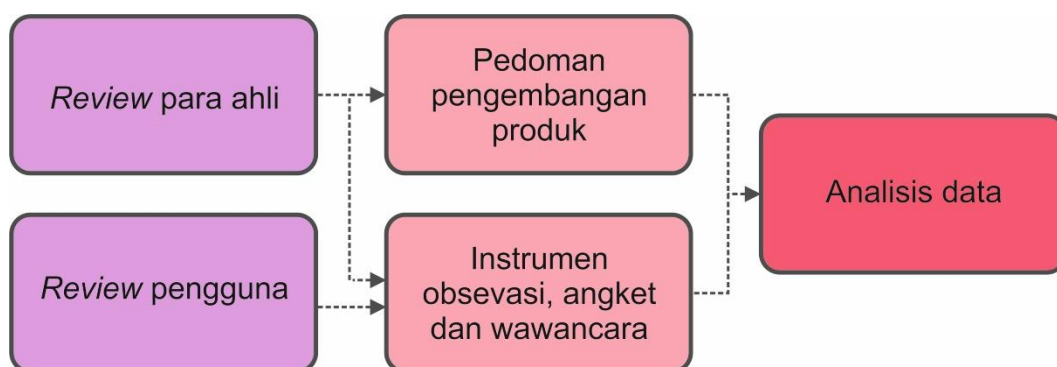 Review para ahli
Pedoman
pengembangan
produk
Analisis data
Review pengguna
Instrumen
obsevasi, angket
dan wawancara